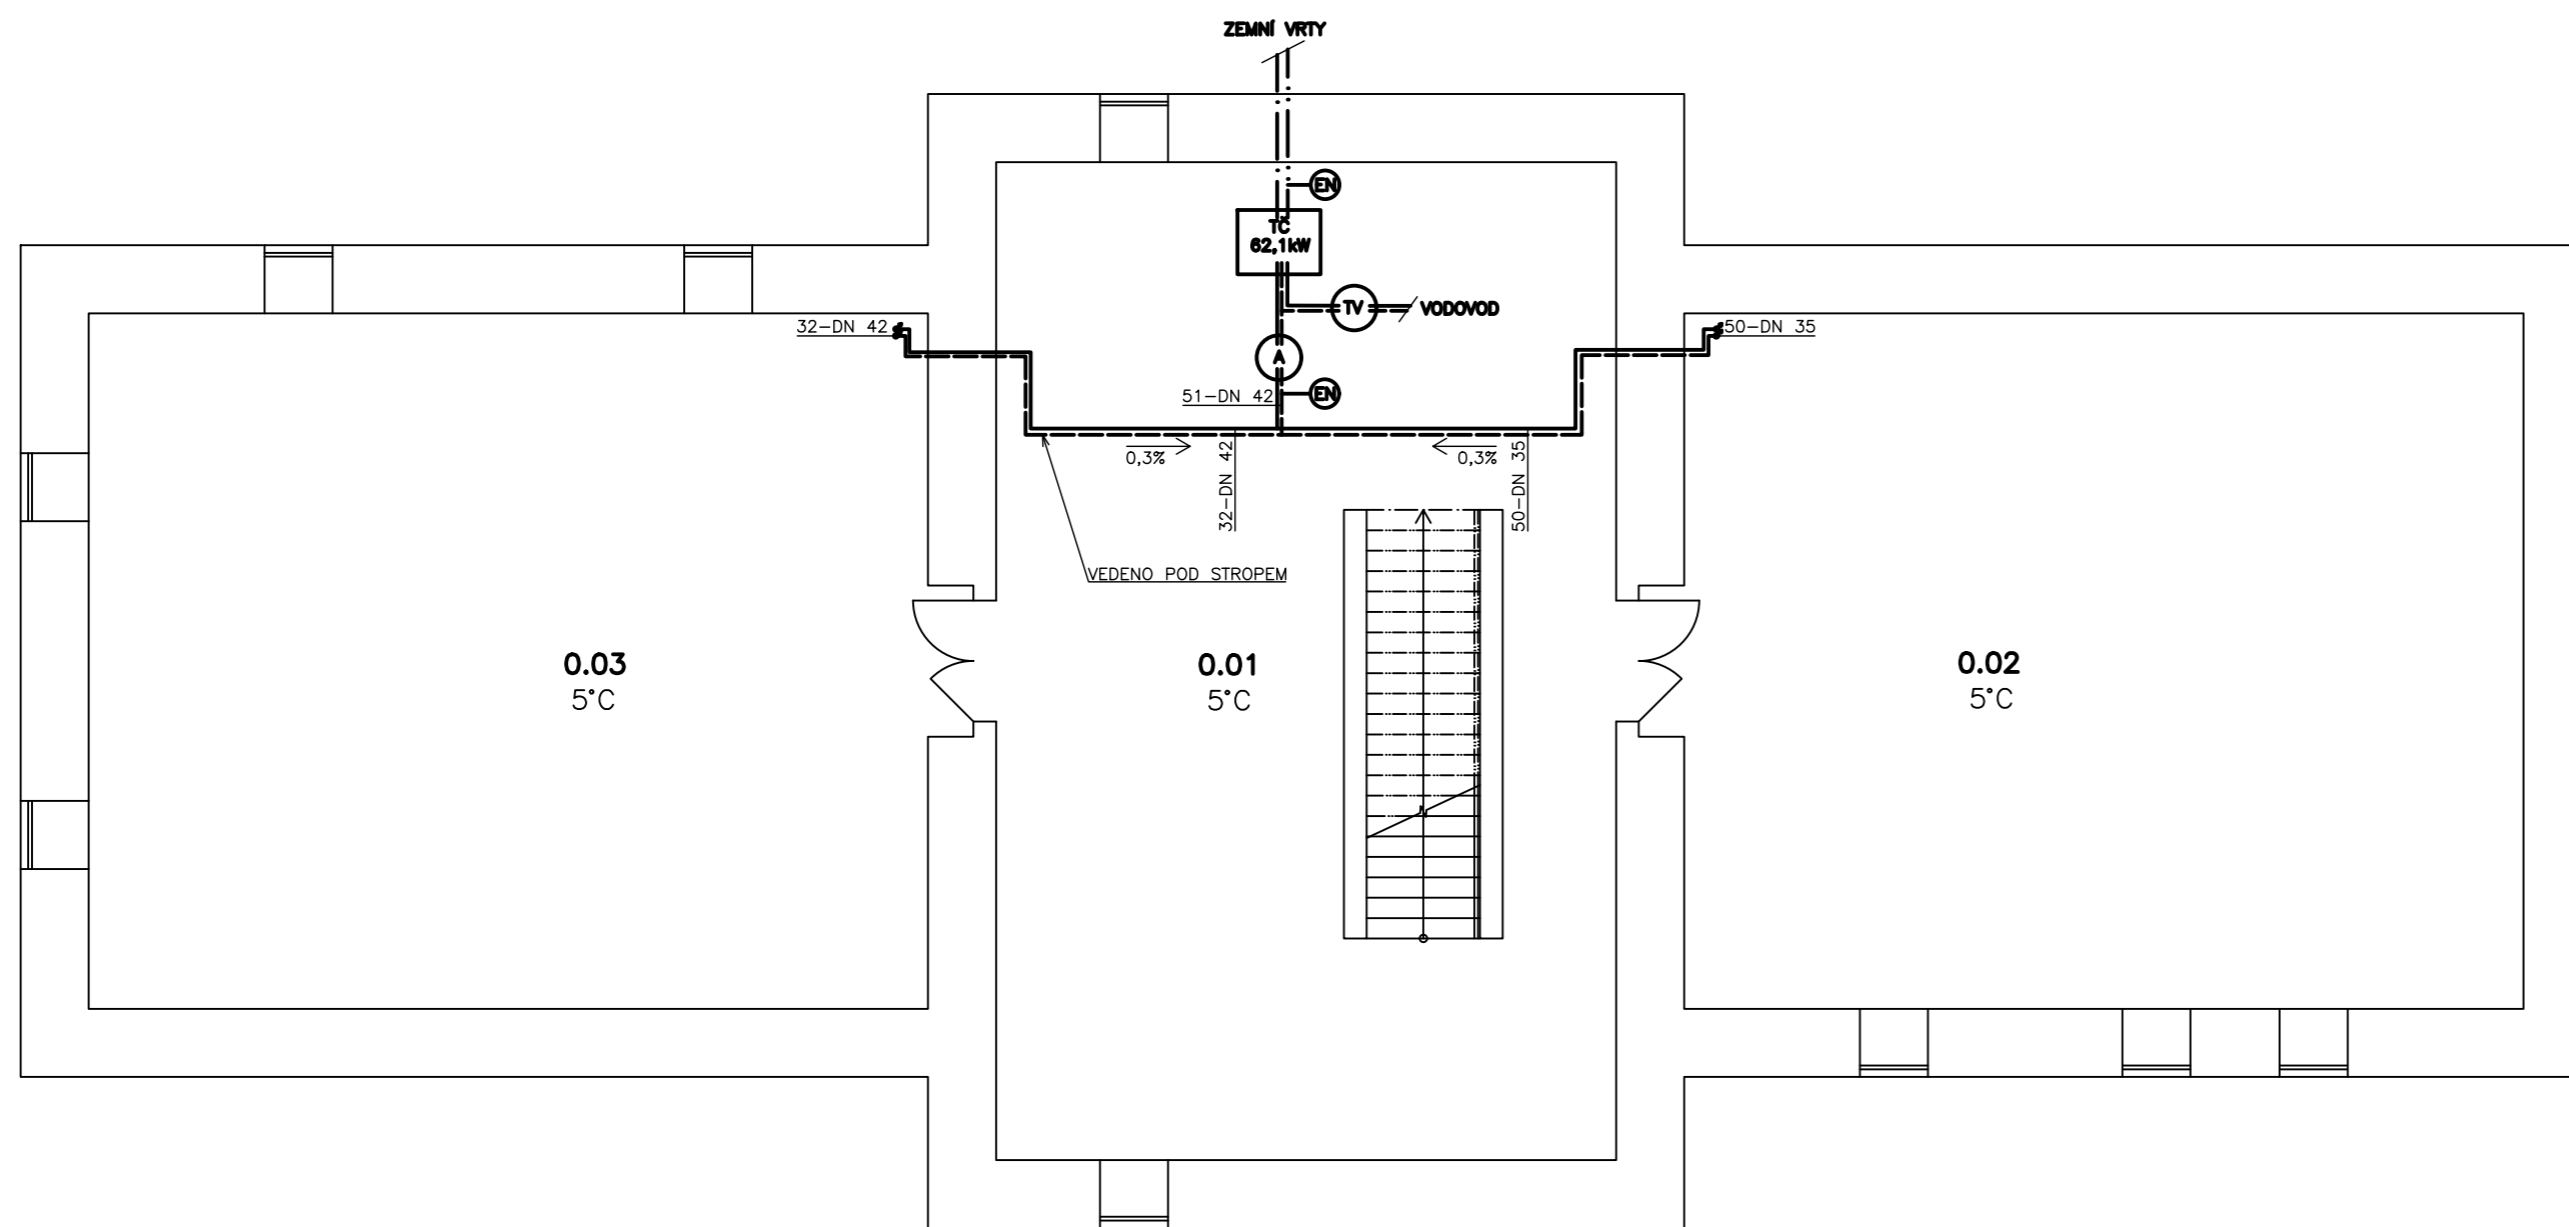 ZEMNÍ VRTY
EN
TČ
62,1kW
TV
VODOVOD
32-DN 42
50-DN 35
A
51-DN 42
EN
0,3%
32-DN 42
0,3%
50-DN 35
VEDENO POD STROPEM
0.03
5°C
0.01
5°C
0.02
5°C